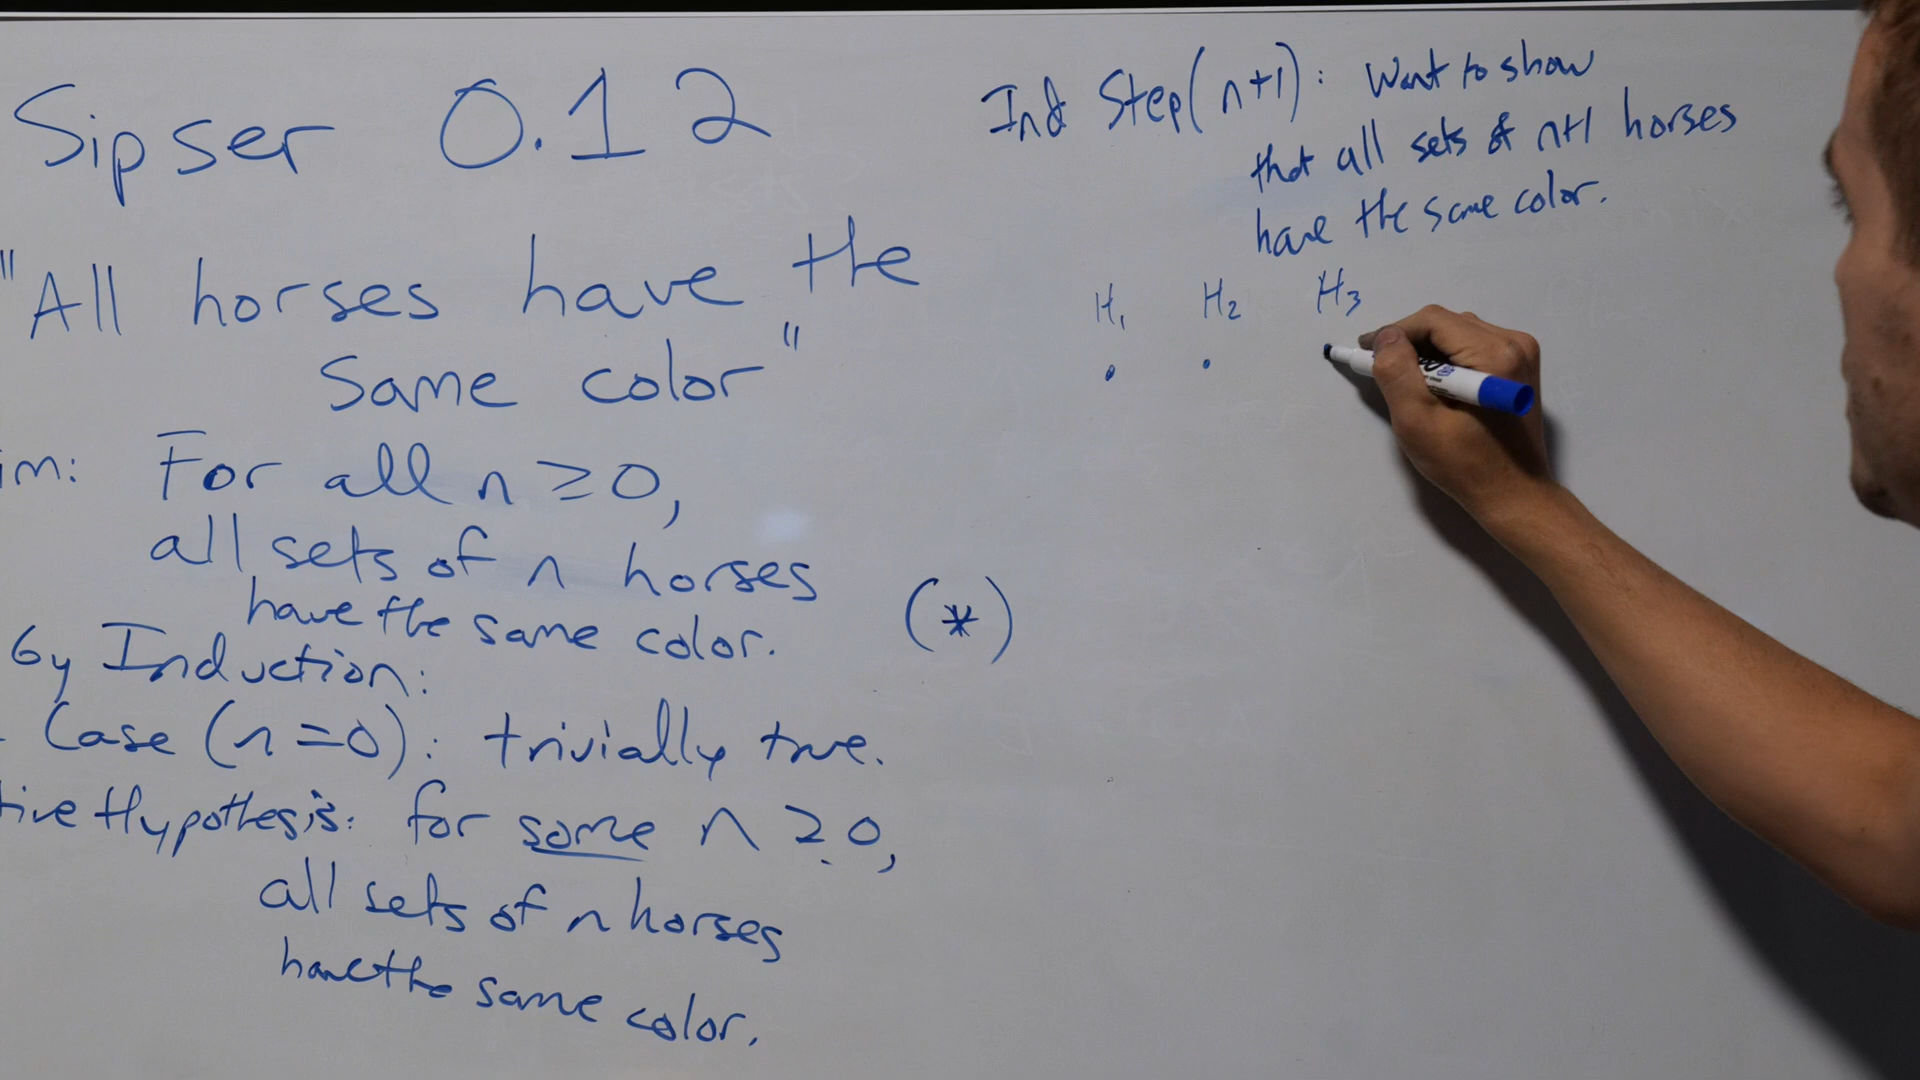 Sipser 0.12
"All horses have the
same color"
im: For all n ≥ 0,
all sets of n horses
have the same color. (*)
by Induction:
Case (n=0): trivially true.
tive Hypothesis: for some n ≥ 0,
all sets of n horses
have the same color.
Ind Step (n+1): Want to show
that all sets of n+1 horses
have the same color.
H₁ H₂ H₃